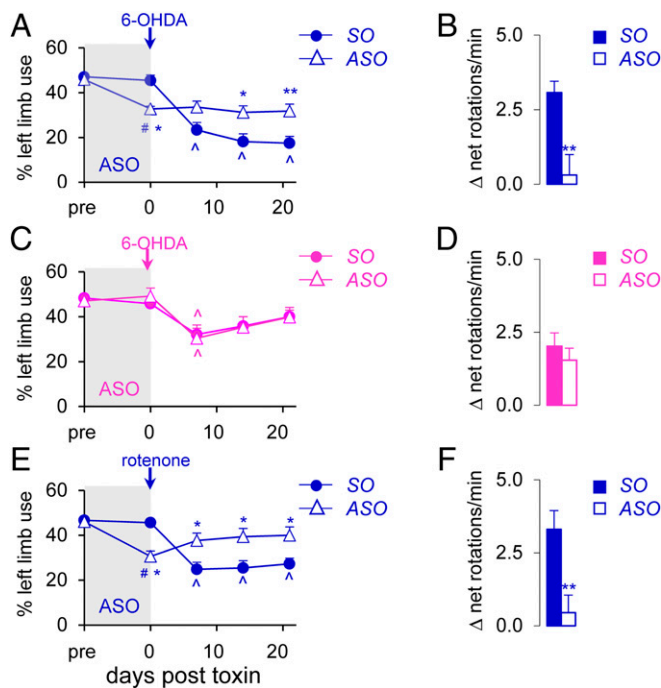 A
6-OHDA
% left limb use
60
40
20
0
ASO
# *
^
^
^
*
**
pre
0
10
20
SO
ASO
B
Δ net rotations/min
5.0
2.5
0.0
**
SO
ASO
C
6-OHDA
% left limb use
60
40
20
0
ASO
^
^
pre
0
10
20
SO
ASO
D
Δ net rotations/min
5.0
2.5
0.0
SO
ASO
E
rotenone
% left limb use
60
40
20
0
ASO
# *
*
*
*
^
^
^
pre
0
10
20
days post toxin
SO
ASO
F
Δ net rotations/min
5.0
2.5
0.0
**
SO
ASO